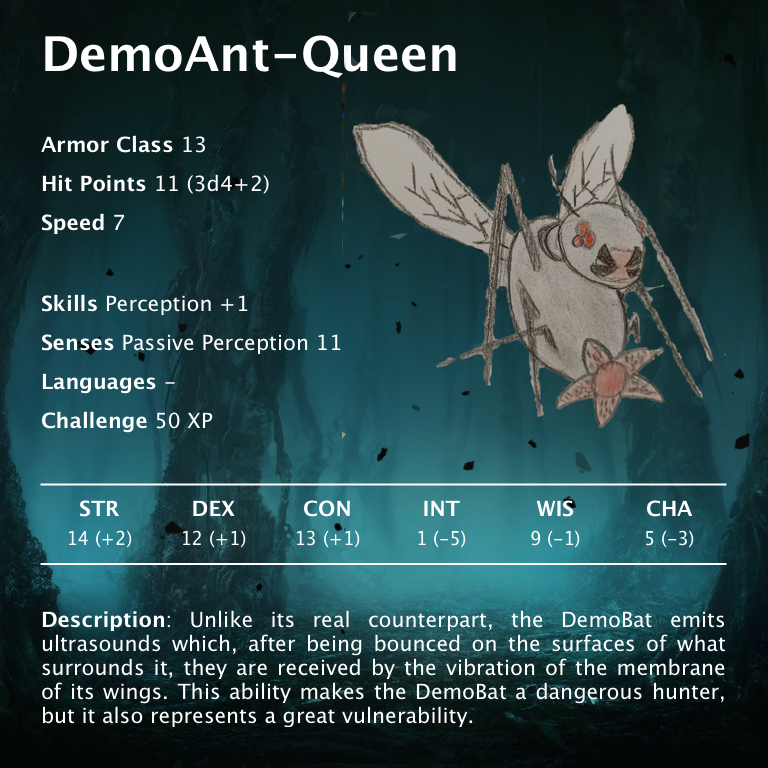 DemoAnt-Queen
Armor Class 13
Hit Points 11 (3d4+2)
Speed 7
Skills Perception +1
Senses Passive Perception 11
Languages –
Challenge 50 XP
STR DEX CON INT WIS CHA
14 (+2) 12 (+1) 13 (+1) 1 (–5) 9 (–1) 5 (–3)
Description: Unlike its real counterpart, the DemoBat emits
ultrasounds which, after being bounced on the surfaces of what
surrounds it, they are received by the vibration of the membrane
of its wings. This ability makes the DemoBat a dangerous hunter,
but it also represents a great vulnerability.